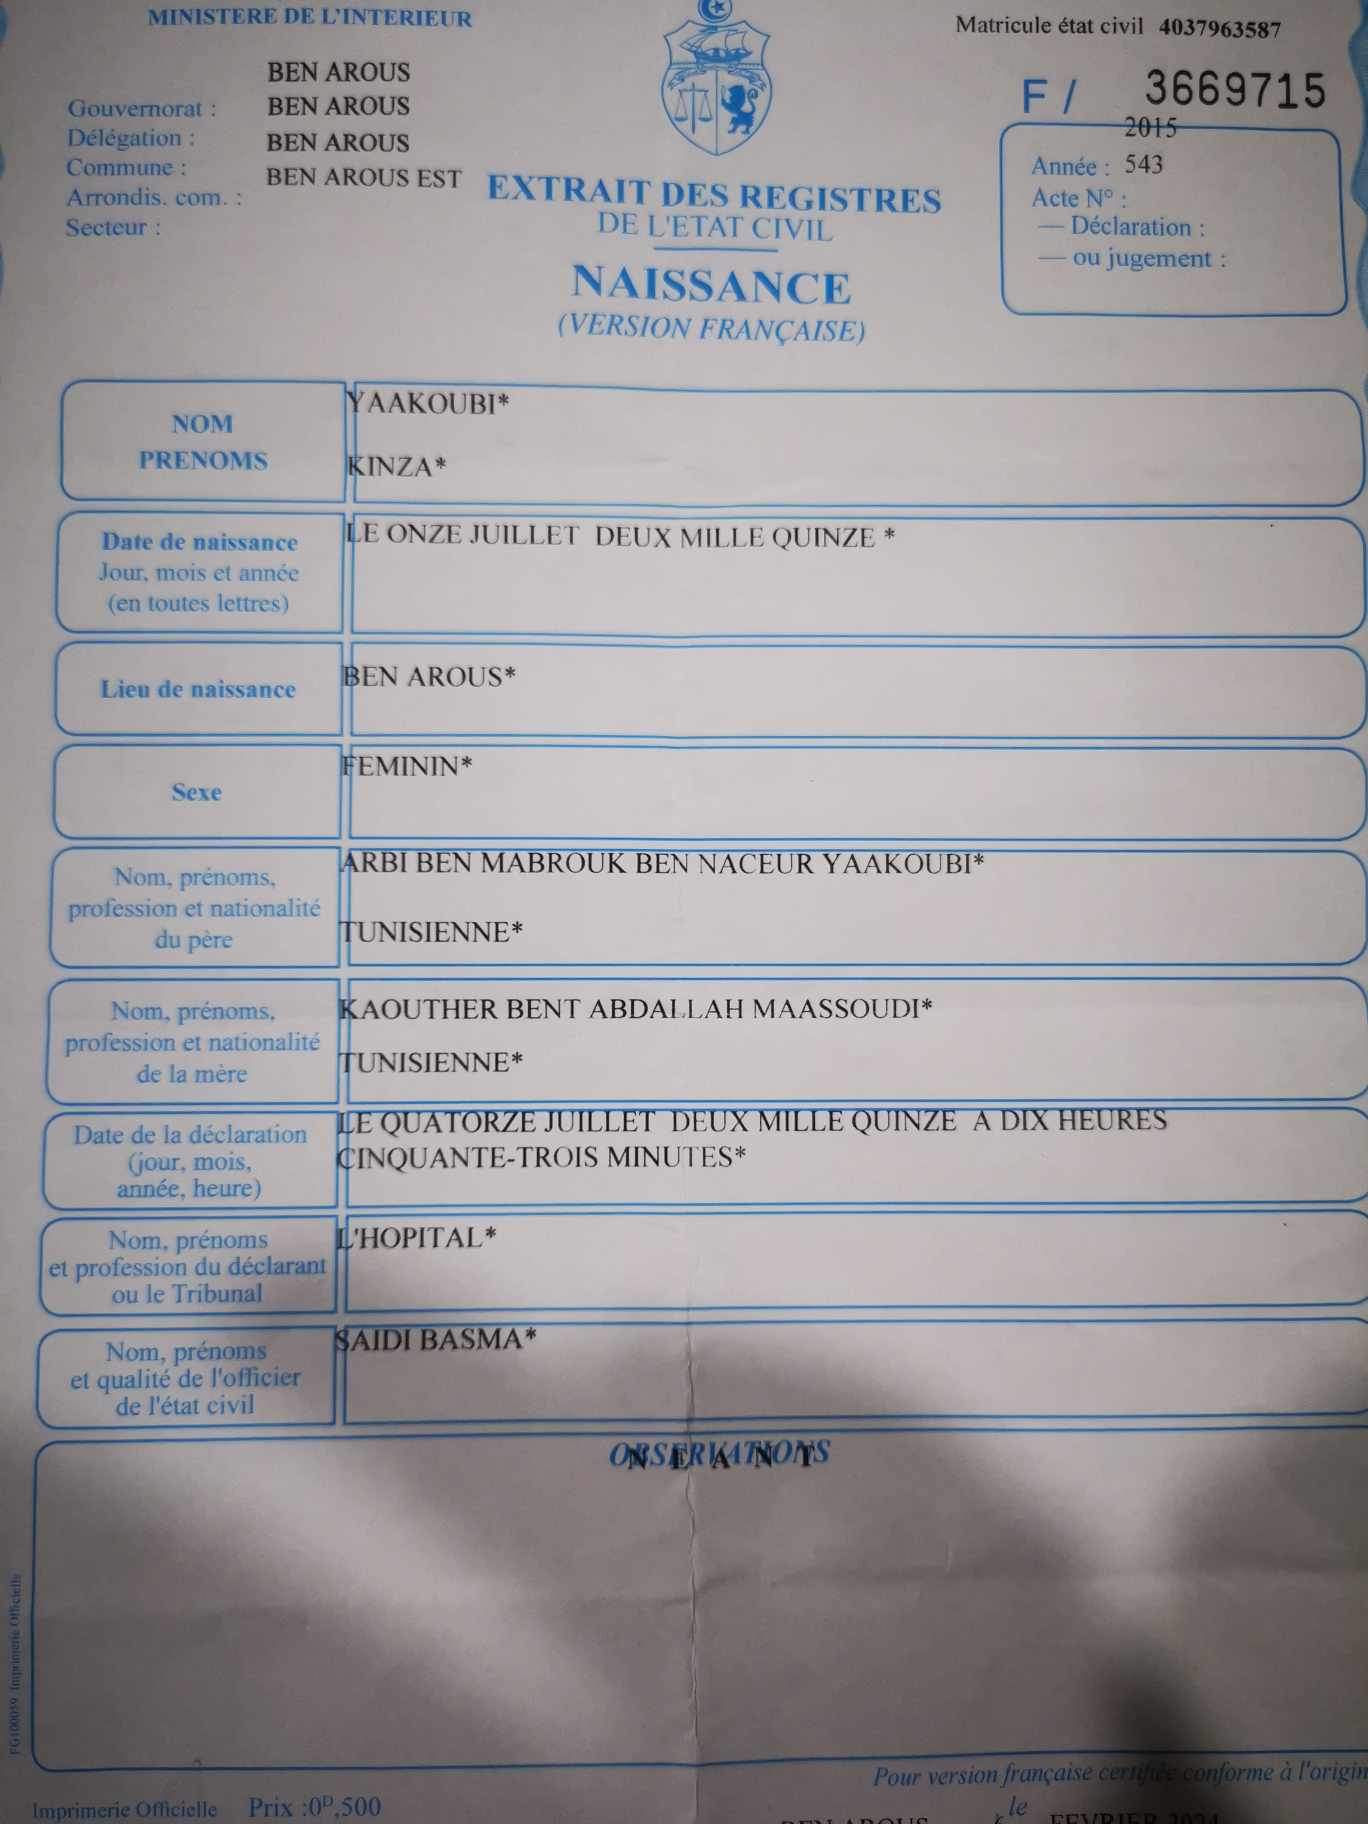 MINISTERE DE L'INTERIEUR
Matricule état civil 4037963587
F / 3669715
BEN AROUS
Gouvernorat : BEN AROUS
Délégation : BEN AROUS
Commune : BEN AROUS EST
Arrondis. com. :
Secteur :
EXTRAIT DES REGISTRES
DE L'ETAT CIVIL
NAISSANCE
(VERSION FRANÇAISE)
2015
Année : 543
Acte N° :
— Déclaration :
— ou jugement :
NOM
PRENOMS
YAAKOUBI*
KINZA*
Date de naissance
Jour, mois et année
(en toutes lettres)
LE ONZE JUILLET DEUX MILLE QUINZE *
Lieu de naissance
BEN AROUS*
Sexe
FEMININ*
Nom, prénoms,
profession et nationalité
du père
ARBI BEN MABROUK BEN NACEUR YAAKOUBI*
TUNISIENNE*
Nom, prénoms,
profession et nationalité
de la mère
KAOUTHER BENT ABDALLAH MAASSOUDI*
TUNISIENNE*
Date de la déclaration
(jour, mois,
année, heure)
LE QUATORZE JUILLET DEUX MILLE QUINZE A DIX HEURES
CINQUANTE-TROIS MINUTES*
Nom, prénoms
et profession du déclarant
ou le Tribunal
L'HOPITAL*
Nom, prénoms
et qualité de l'officier
de l'état civil
SAIDI BASMA*
OBSERVATIONS
N E A N T
FG100059 Imprimerie Officielle
Pour version française certifiée conforme à l'origin
Imprimerie Officielle Prix :0ᴰ,500
BEN AROUS le FEVRIER 2024